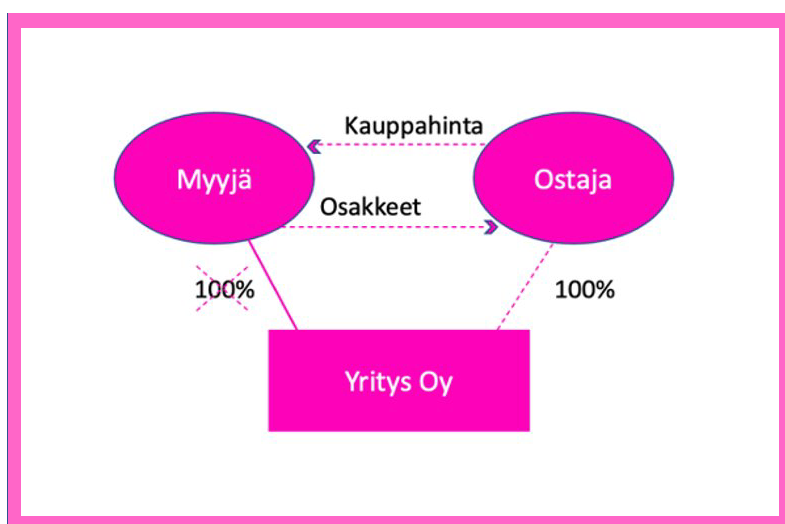 Kauppahinta
Myyjä
Ostaja
Osakkeet
100%
100%
Yritys Oy